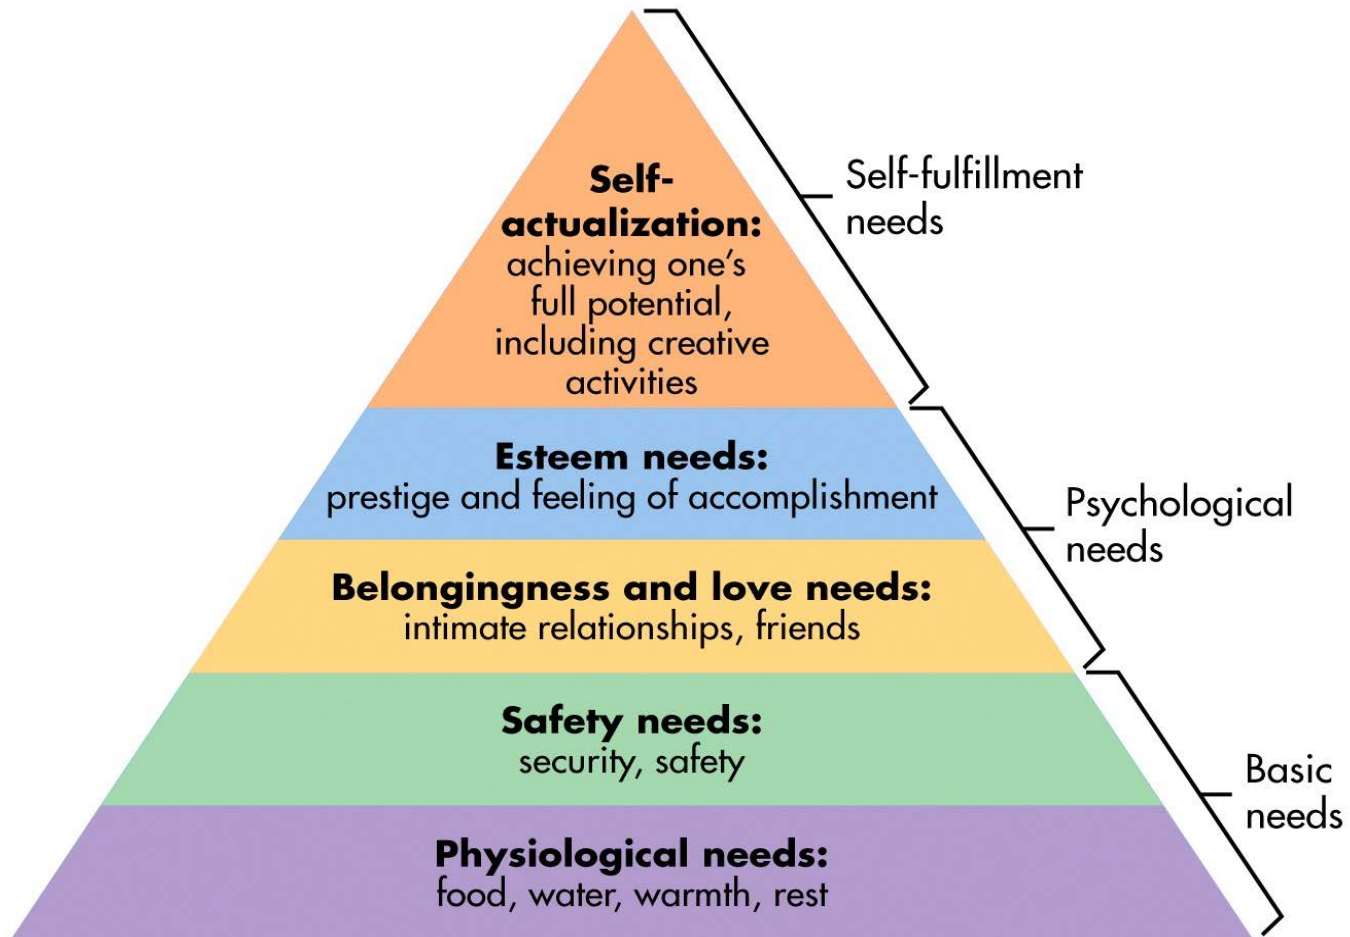 Self-
actualization:
achieving one's
full potential,
including creative
activities
Self-fulfillment
needs
Esteem needs:
prestige and feeling of accomplishment
Belongingness and love needs:
intimate relationships, friends
Psychological
needs
Safety needs:
security, safety
Physiological needs:
food, water, warmth, rest
Basic
needs